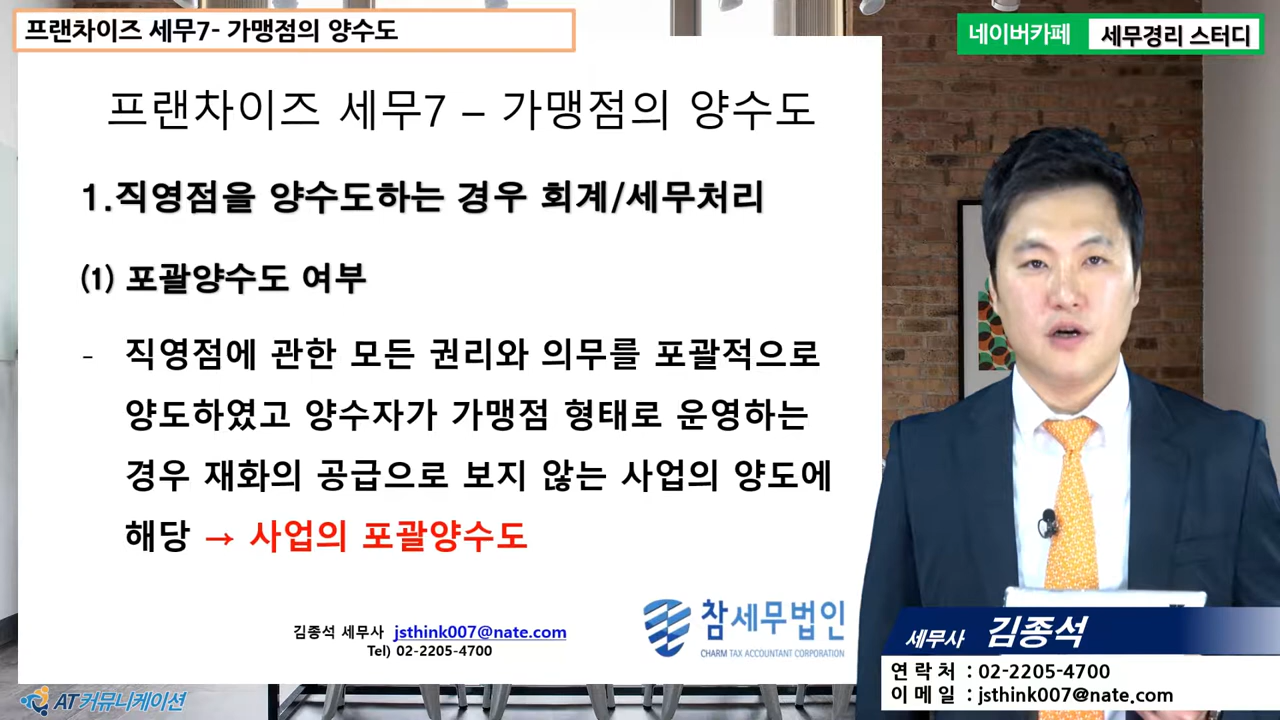 프랜차이즈 세무7- 가맹점의 양수도
네이버카페 세무경리 스터디
프랜차이즈 세무7 – 가맹점의 양수도
1.직영점을 양수도하는 경우 회계/세무처리
⑴ 포괄양수도 여부
- 직영점에 관한 모든 권리와 의무를 포괄적으로
양도하였고 양수자가 가맹점 형태로 운영하는
경우 재화의 공급으로 보지 않는 사업의 양도에
해당 → 사업의 포괄양수도
김종석 세무사 jsthink007@nate.com
Tel) 02-2205-4700
참세무법인
CHARM TAX ACCOUNTANT CORPORATION
세무사 김종석
연 락 처 : 02-2205-4700
이 메 일 : jsthink007@nate.com
AT커뮤니케이션